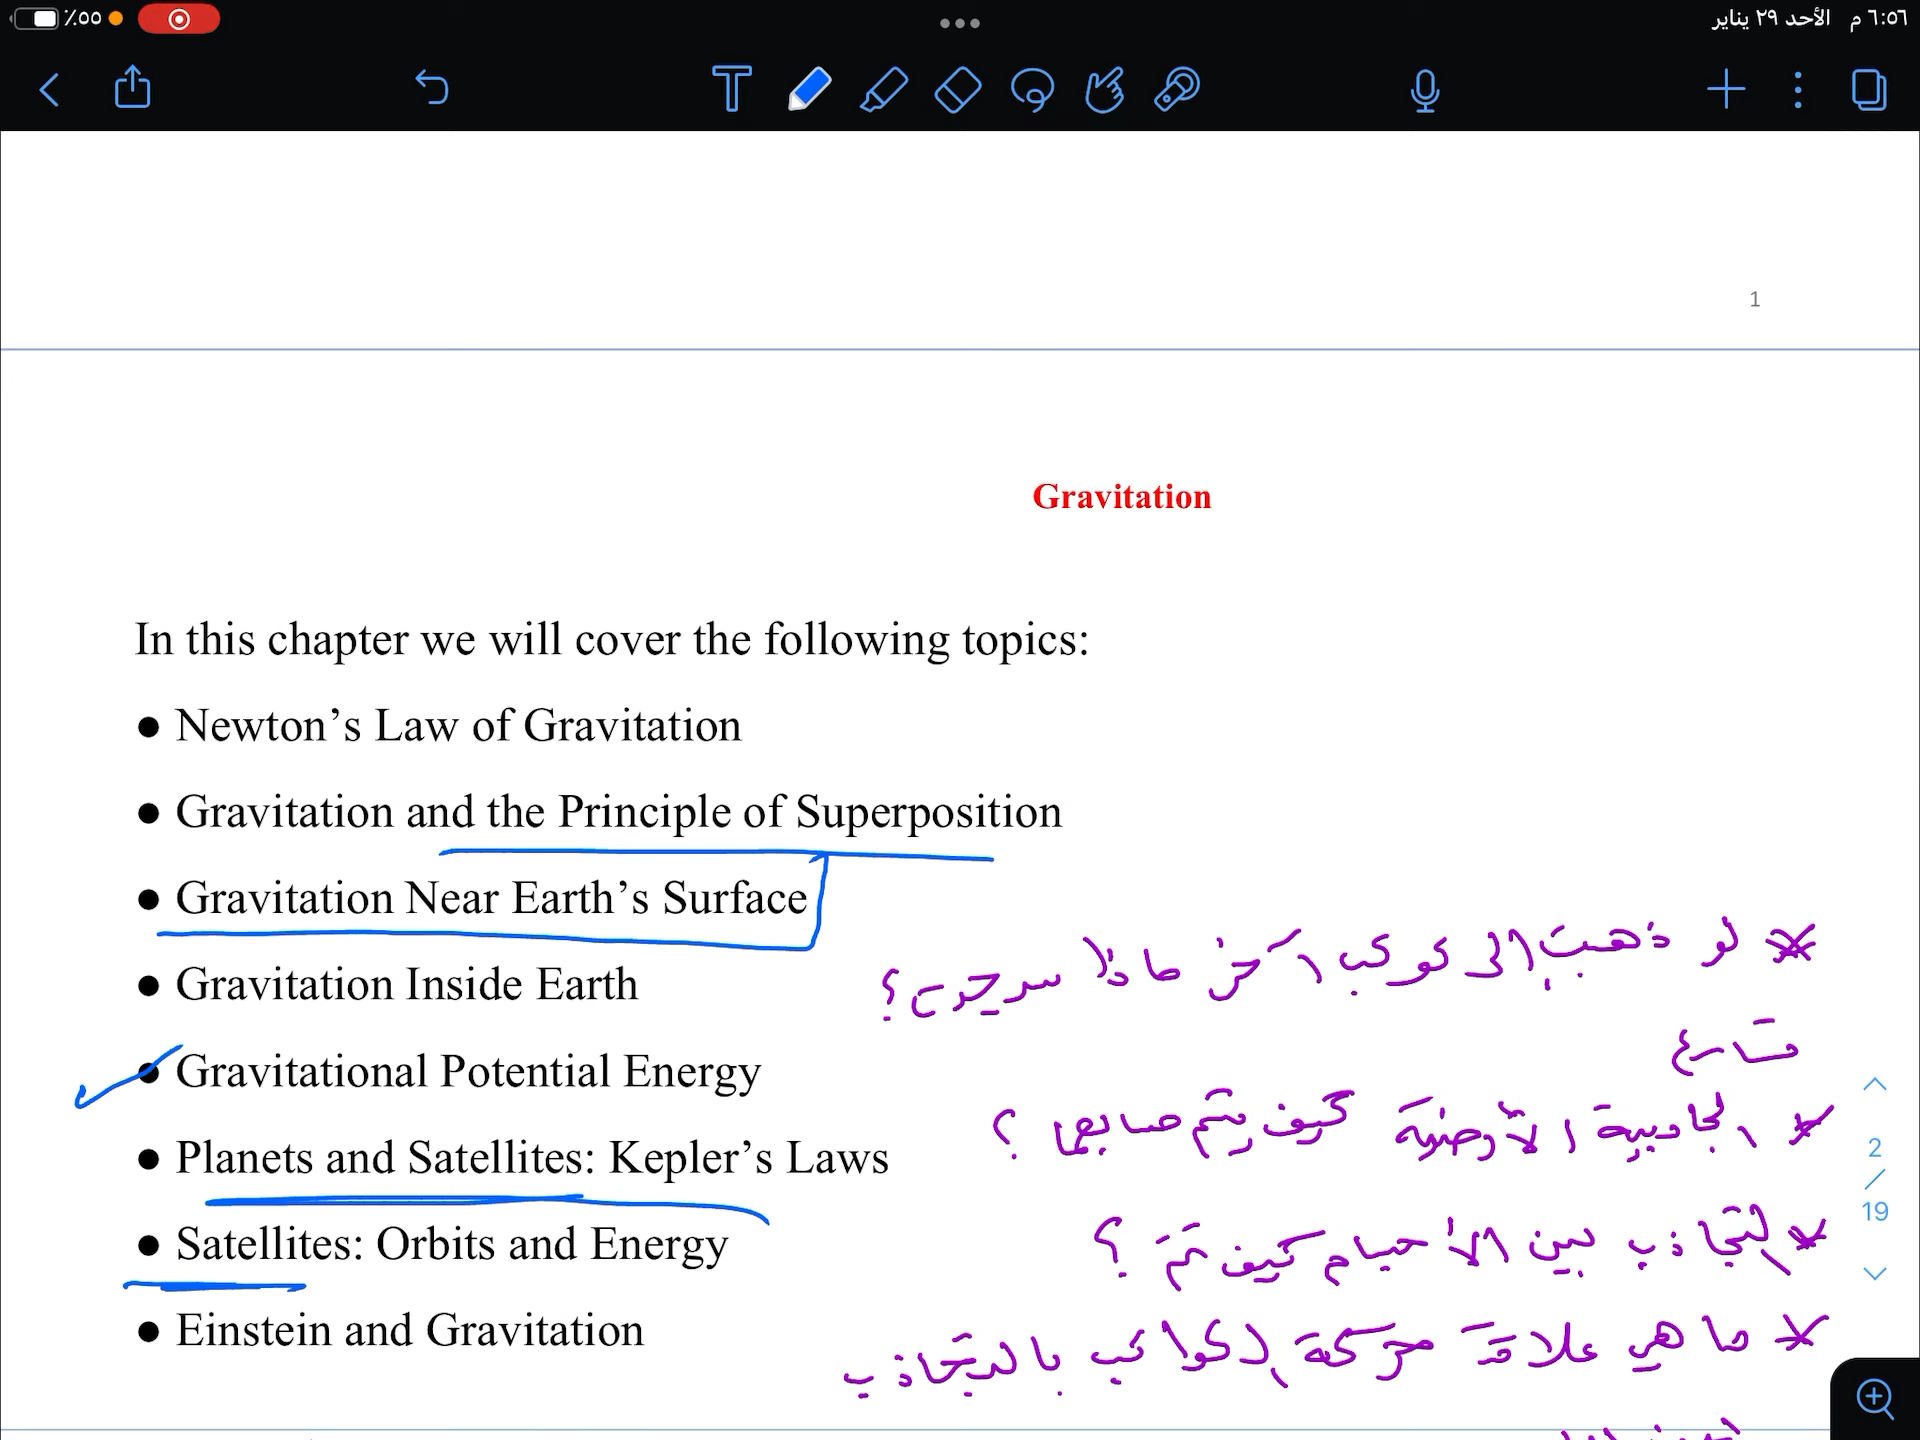 ٪٥٥
٦:٥٦ م الأحد ٢٩ يناير
1
Gravitation
In this chapter we will cover the following topics:
● Newton’s Law of Gravitation
● Gravitation and the Principle of Superposition
● Gravitation Near Earth’s Surface
● Gravitation Inside Earth
● Gravitational Potential Energy
● Planets and Satellites: Kepler’s Laws
● Satellites: Orbits and Energy
● Einstein and Gravitation
* لو ذهبت إلى كوكب آخر ماذا سيحدث؟
* الجاذبية الأرضية كيف يتم حسابها؟
* التجاذب بين الأجسام كيف تم؟
* ما هي علاقة حركة الكواكب بالتجاذب
2
/
19